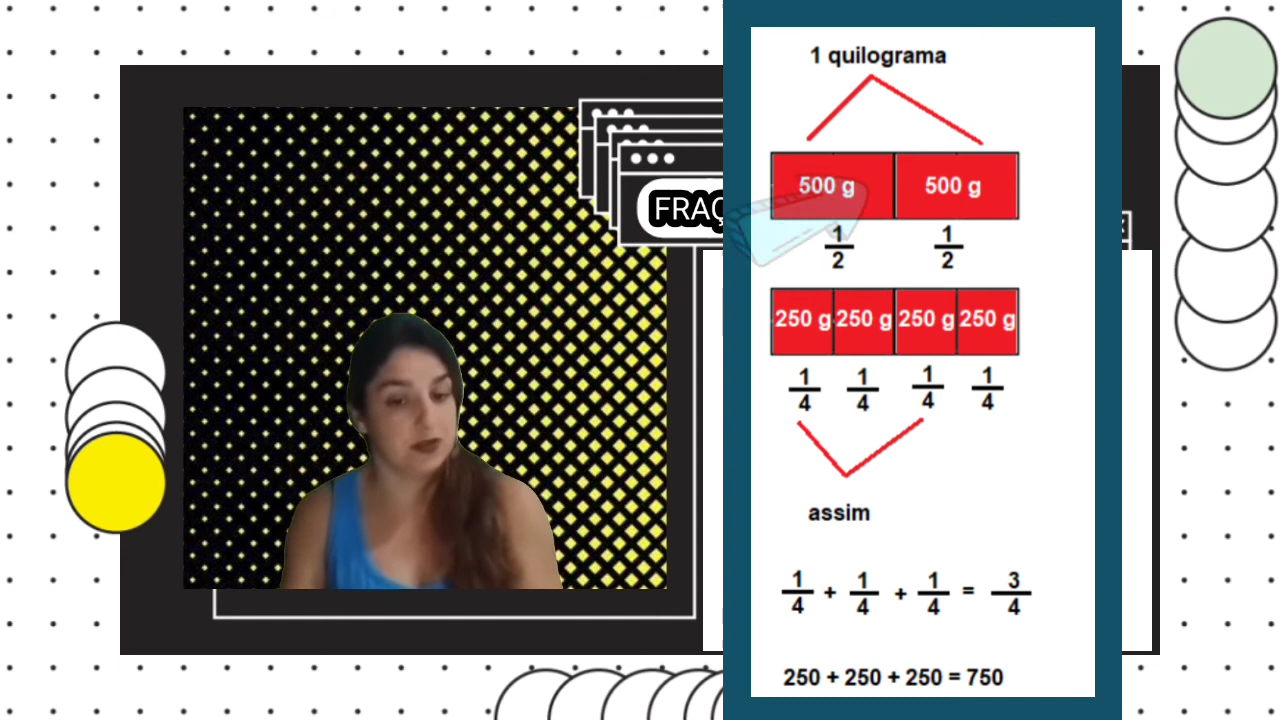 1 quilograma
500 g 500 g
1/2 1/2
250 g 250 g 250 g 250 g
1/4 1/4 1/4 1/4
assim
1/4 + 1/4 + 1/4 = 3/4
250 + 250 + 250 = 750